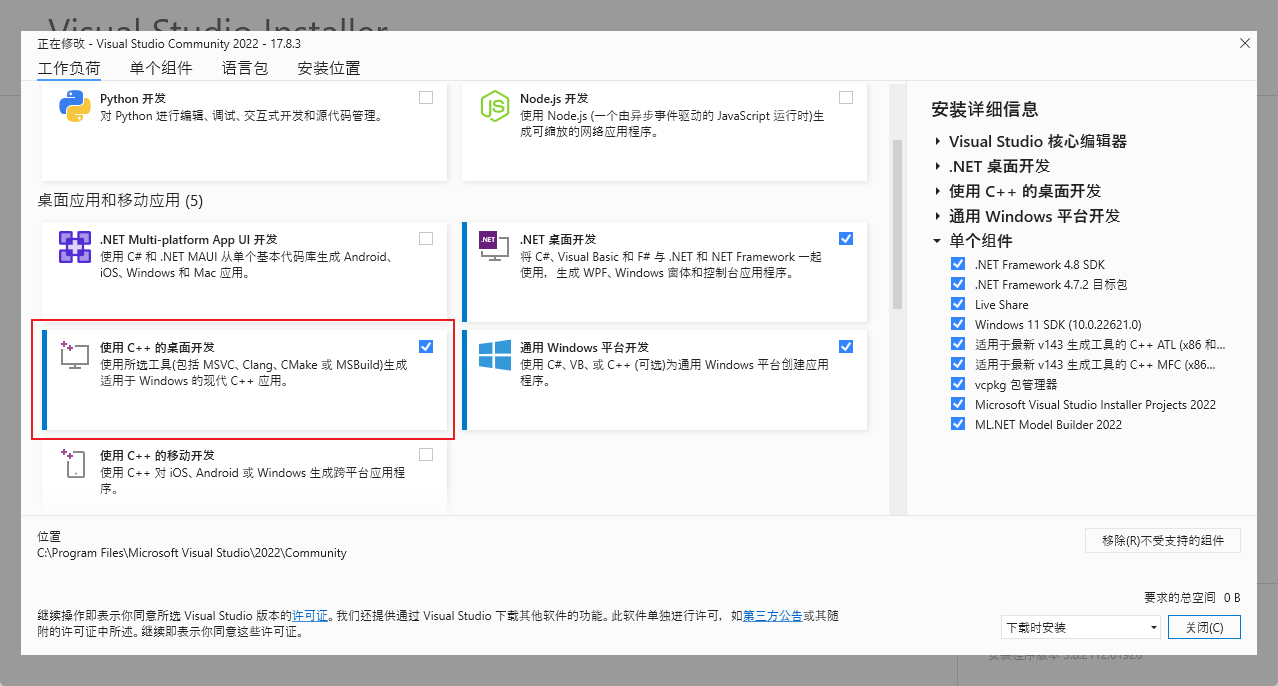 Visual Studio Installer
正在修改 - Visual Studio Community 2022 - 17.8.3
工作负荷 单个组件 语言包 安装位置
Python 开发
对 Python 进行编辑、调试、交互式开发和源代码管理。
Node.js 开发
使用 Node.js (一个由异步事件驱动的 JavaScript 运行时)生
成可缩放的网络应用程序。
桌面应用和移动应用 (5)
.NET Multi-platform App UI 开发
使用 C# 和 .NET MAUI 从单个基本代码库生成 Android、
iOS、Windows 和 Mac 应用。
.NET
.NET 桌面开发
将 C#、Visual Basic 和 F# 与 .NET 和 NET Framework 一起
使用，生成 WPF、Windows 窗体和控制台应用程序。
使用 C++ 的桌面开发
使用所选工具(包括 MSVC、Clang、CMake 或 MSBuild)生成
适用于 Windows 的现代 C++ 应用。
通用 Windows 平台开发
使用 C#、VB、或 C++ (可选)为通用 Windows 平台创建应用
程序。
使用 C++ 的移动开发
使用 C++ 对 iOS、Android 或 Windows 生成跨平台应用程
序。
安装详细信息
Visual Studio 核心编辑器
.NET 桌面开发
使用 C++ 的桌面开发
通用 Windows 平台开发
单个组件
.NET Framework 4.8 SDK
.NET Framework 4.7.2 目标包
Live Share
Windows 11 SDK (10.0.22621.0)
适用于最新 v143 生成工具的 C++ ATL (x86 和...
适用于最新 v143 生成工具的 C++ MFC (x86...
vcpkg 包管理器
Microsoft Visual Studio Installer Projects 2022
ML.NET Model Builder 2022
位置
C:\Program Files\Microsoft Visual Studio\2022\Community
移除(R)不受支持的组件
要求的总空间 0 B
继续操作即表示你同意所选 Visual Studio 版本的许可证。我们还提供通过 Visual Studio 下载其他软件的功能。此软件单独进行许可，如第三方公告或其随
附的许可证中所述。继续即表示你同意这些许可证。
下载时安装
关闭(C)